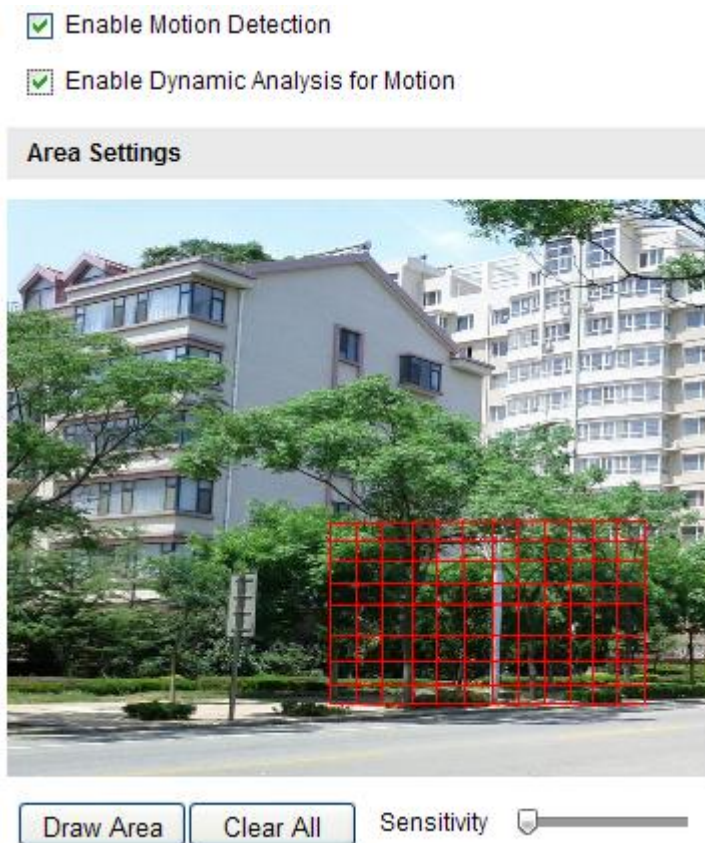 Enable Motion Detection
Enable Dynamic Analysis for Motion
Area Settings
Draw Area Clear All Sensitivity